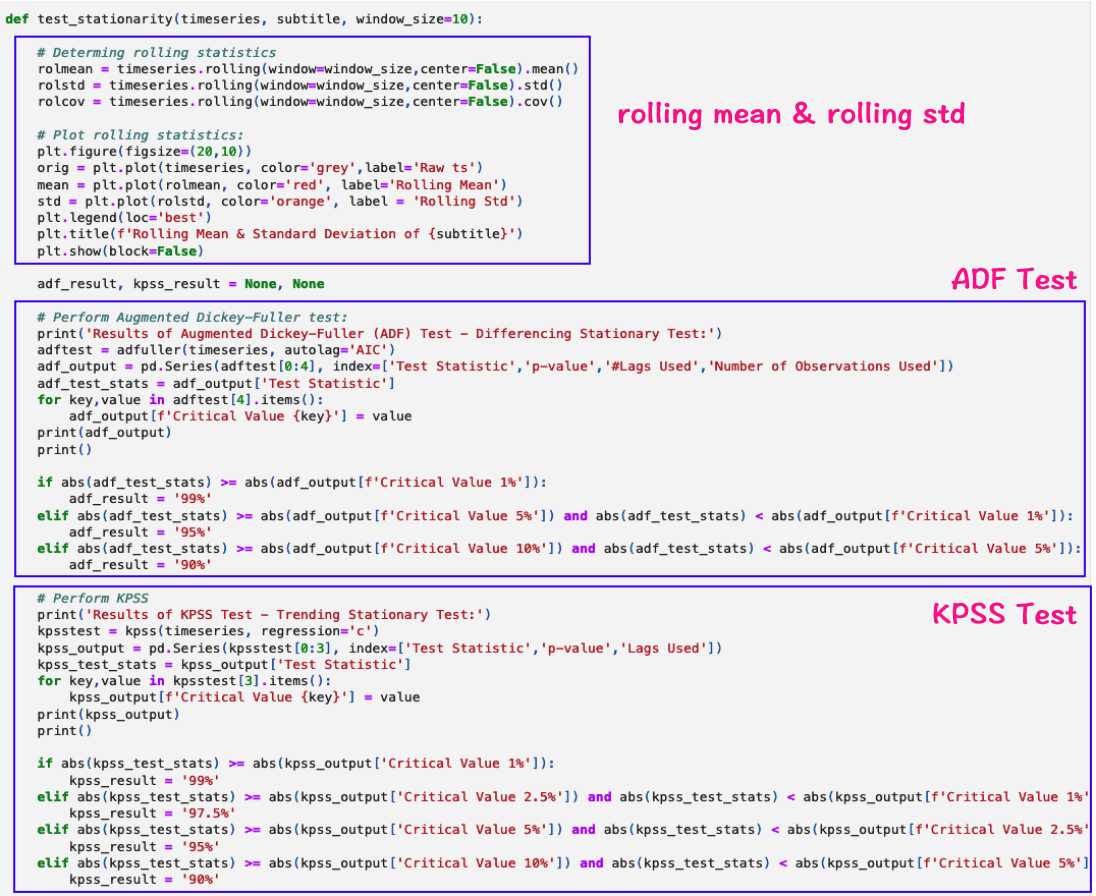 def test_stationarity(timeseries, subtitle, window_size=10):
# Determing rolling statistics
rolmean = timeseries.rolling(window=window_size,center=False).mean()
rolstd = timeseries.rolling(window=window_size,center=False).std()
rolcov = timeseries.rolling(window=window_size,center=False).cov()
rolling mean & rolling std
# Plot rolling statistics:
plt.figure(figsize=(20,10))
orig = plt.plot(timeseries, color='grey',label='Raw ts')
mean = plt.plot(rolmean, color='red', label='Rolling Mean')
std = plt.plot(rolstd, color='orange', label = 'Rolling Std')
plt.legend(loc='best')
plt.title(f'Rolling Mean & Standard Deviation of {subtitle}')
plt.show(block=False)
adf_result, kpss_result = None, None
ADF Test
# Perform Augmented Dickey-Fuller test:
print('Results of Augmented Dickey-Fuller (ADF) Test - Differencing Stationary Test:')
adftest = adfuller(timeseries, autolag='AIC')
adf_output = pd.Series(adftest[0:4], index=['Test Statistic','p-value','#Lags Used','Number of Observations Used'])
adf_test_stats = adf_output['Test Statistic']
for key,value in adftest[4].items():
adf_output[f'Critical Value {key}'] = value
print(adf_output)
print()
if abs(adf_test_stats) >= abs(adf_output[f'Critical Value 1%']):
adf_result = '99%'
elif abs(adf_test_stats) >= abs(adf_output[f'Critical Value 5%']) and abs(adf_test_stats) < abs(adf_output[f'Critical Value 1%']):
adf_result = '95%'
elif abs(adf_test_stats) >= abs(adf_output[f'Critical Value 10%']) and abs(adf_test_stats) < abs(adf_output[f'Critical Value 5%']):
adf_result = '90%'
# Perform KPSS
KPSS Test
print('Results of KPSS Test - Trending Stationary Test:')
kpsstest = kpss(timeseries, regression='c')
kpss_output = pd.Series(kpsstest[0:3], index=['Test Statistic','p-value','Lags Used'])
kpss_test_stats = kpss_output['Test Statistic']
for key,value in kpsstest[3].items():
kpss_output[f'Critical Value {key}'] = value
print(kpss_output)
print()
if abs(kpss_test_stats) >= abs(kpss_output['Critical Value 1%']):
kpss_result = '99%'
elif abs(kpss_test_stats) >= abs(kpss_output['Critical Value 2.5%']) and abs(kpss_test_stats) < abs(kpss_output[f'Critical Value 1%'
kpss_result = '97.5%'
elif abs(kpss_test_stats) >= abs(kpss_output['Critical Value 5%']) and abs(kpss_test_stats) < abs(kpss_output[f'Critical Value 2.5%'
kpss_result = '95%'
elif abs(kpss_test_stats) >= abs(kpss_output['Critical Value 10%']) and abs(kpss_test_stats) < abs(kpss_output[f'Critical Value 5%']
kpss_result = '90%'